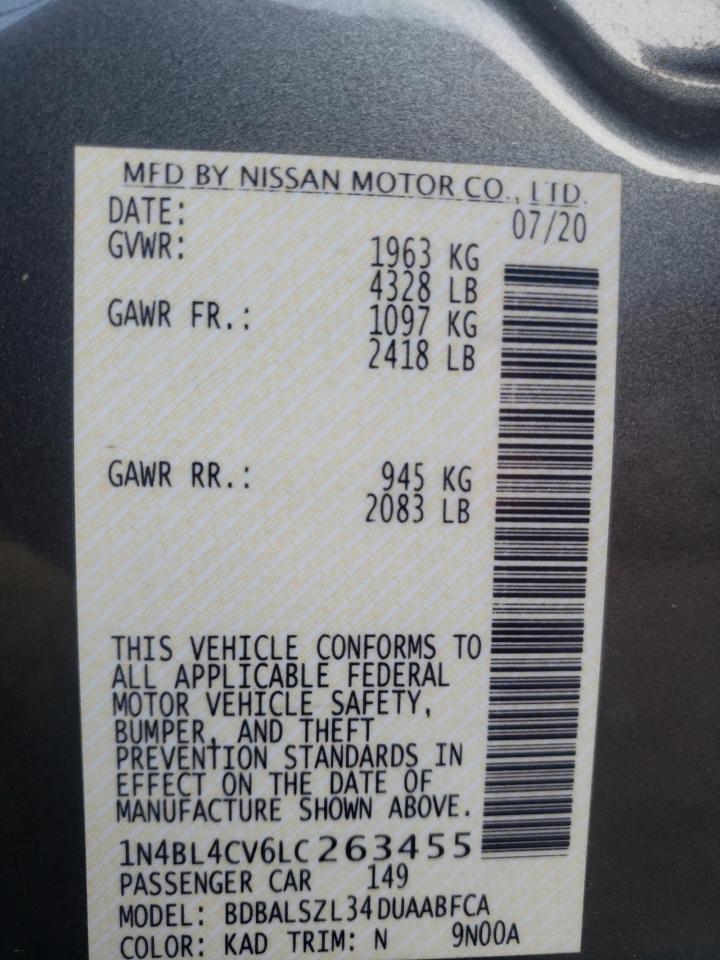 MFD BY NISSAN MOTOR CO., LTD.
DATE: 07/20
GVWR: 1963 KG
4328 LB
GAWR FR.: 1097 KG
2418 LB
GAWR RR.: 945 KG
2083 LB
THIS VEHICLE CONFORMS TO
ALL APPLICABLE FEDERAL
MOTOR VEHICLE SAFETY,
BUMPER, AND THEFT
PREVENTION STANDARDS IN
EFFECT ON THE DATE OF
MANUFACTURE SHOWN ABOVE.
1N4BL4CV6LC263455
PASSENGER CAR 149
MODEL: BDBALSZL34DUAABFCA
COLOR: KAD TRIM: N 9N00A